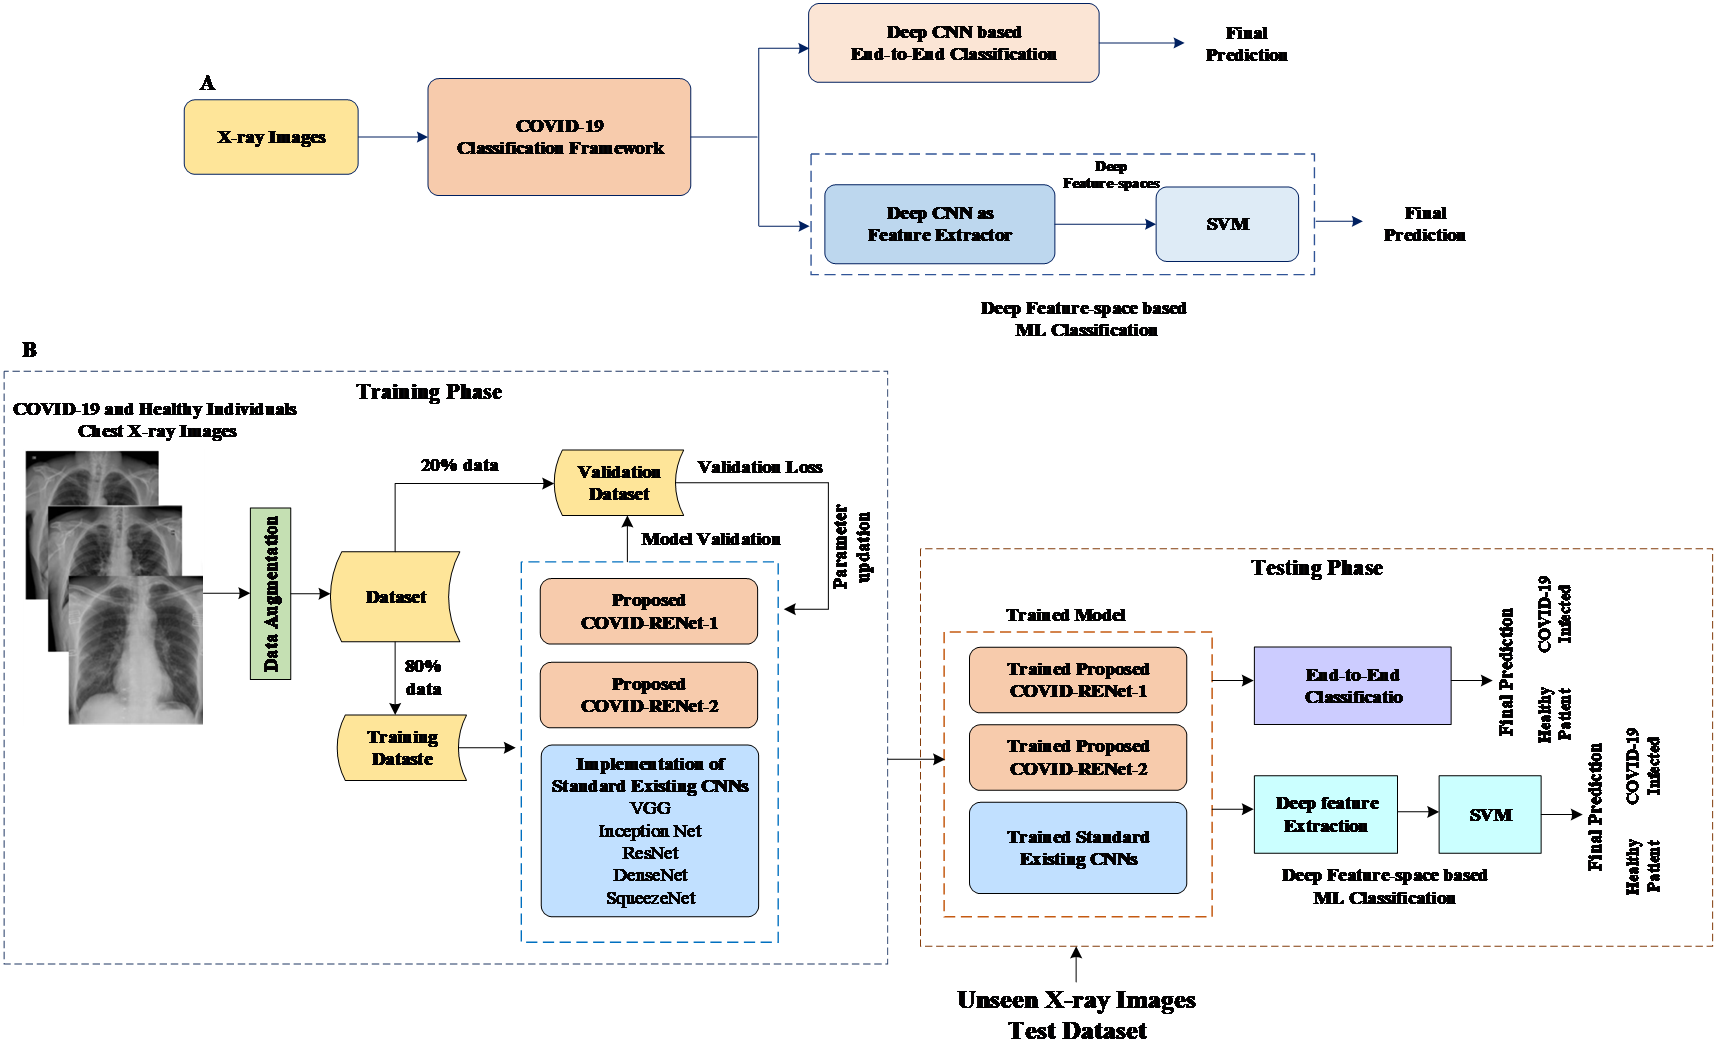 A
X-ray Images
COVID-19
Classification Framework
Deep CNN based
End-to-End Classification
Final
Prediction
Deep CNN as
Feature Extractor
Deep
Feature-spaces
SVM
Final
Prediction
Deep Feature-space based
ML Classification
B
Training Phase
COVID-19 and Healthy Individuals
Chest X-ray Images
Data Augmentation
Dataset
20% data
80%
data
Validation
Dataset
Validation Loss
Parameter
updation
Model Validation
Training
Dataste
Proposed
COVID-RENet-1
Proposed
COVID-RENet-2
Implementation of
Standard Existing CNNs
VGG
Inception Net
ResNet
DenseNet
SqueezeNet
Testing Phase
Trained Model
Trained Proposed
COVID-RENet-1
Trained Proposed
COVID-RENet-2
Trained Standard
Existing CNNs
End-to-End
Classificatio
Final Prediction
COVID-19
Infected
Healthy
Patient
Deep feature
Extraction
SVM
Final Prediction
COVID-19
Infected
Healthy
Patient
Deep Feature-space based
ML Classification
Unseen X-ray Images
Test Dataset